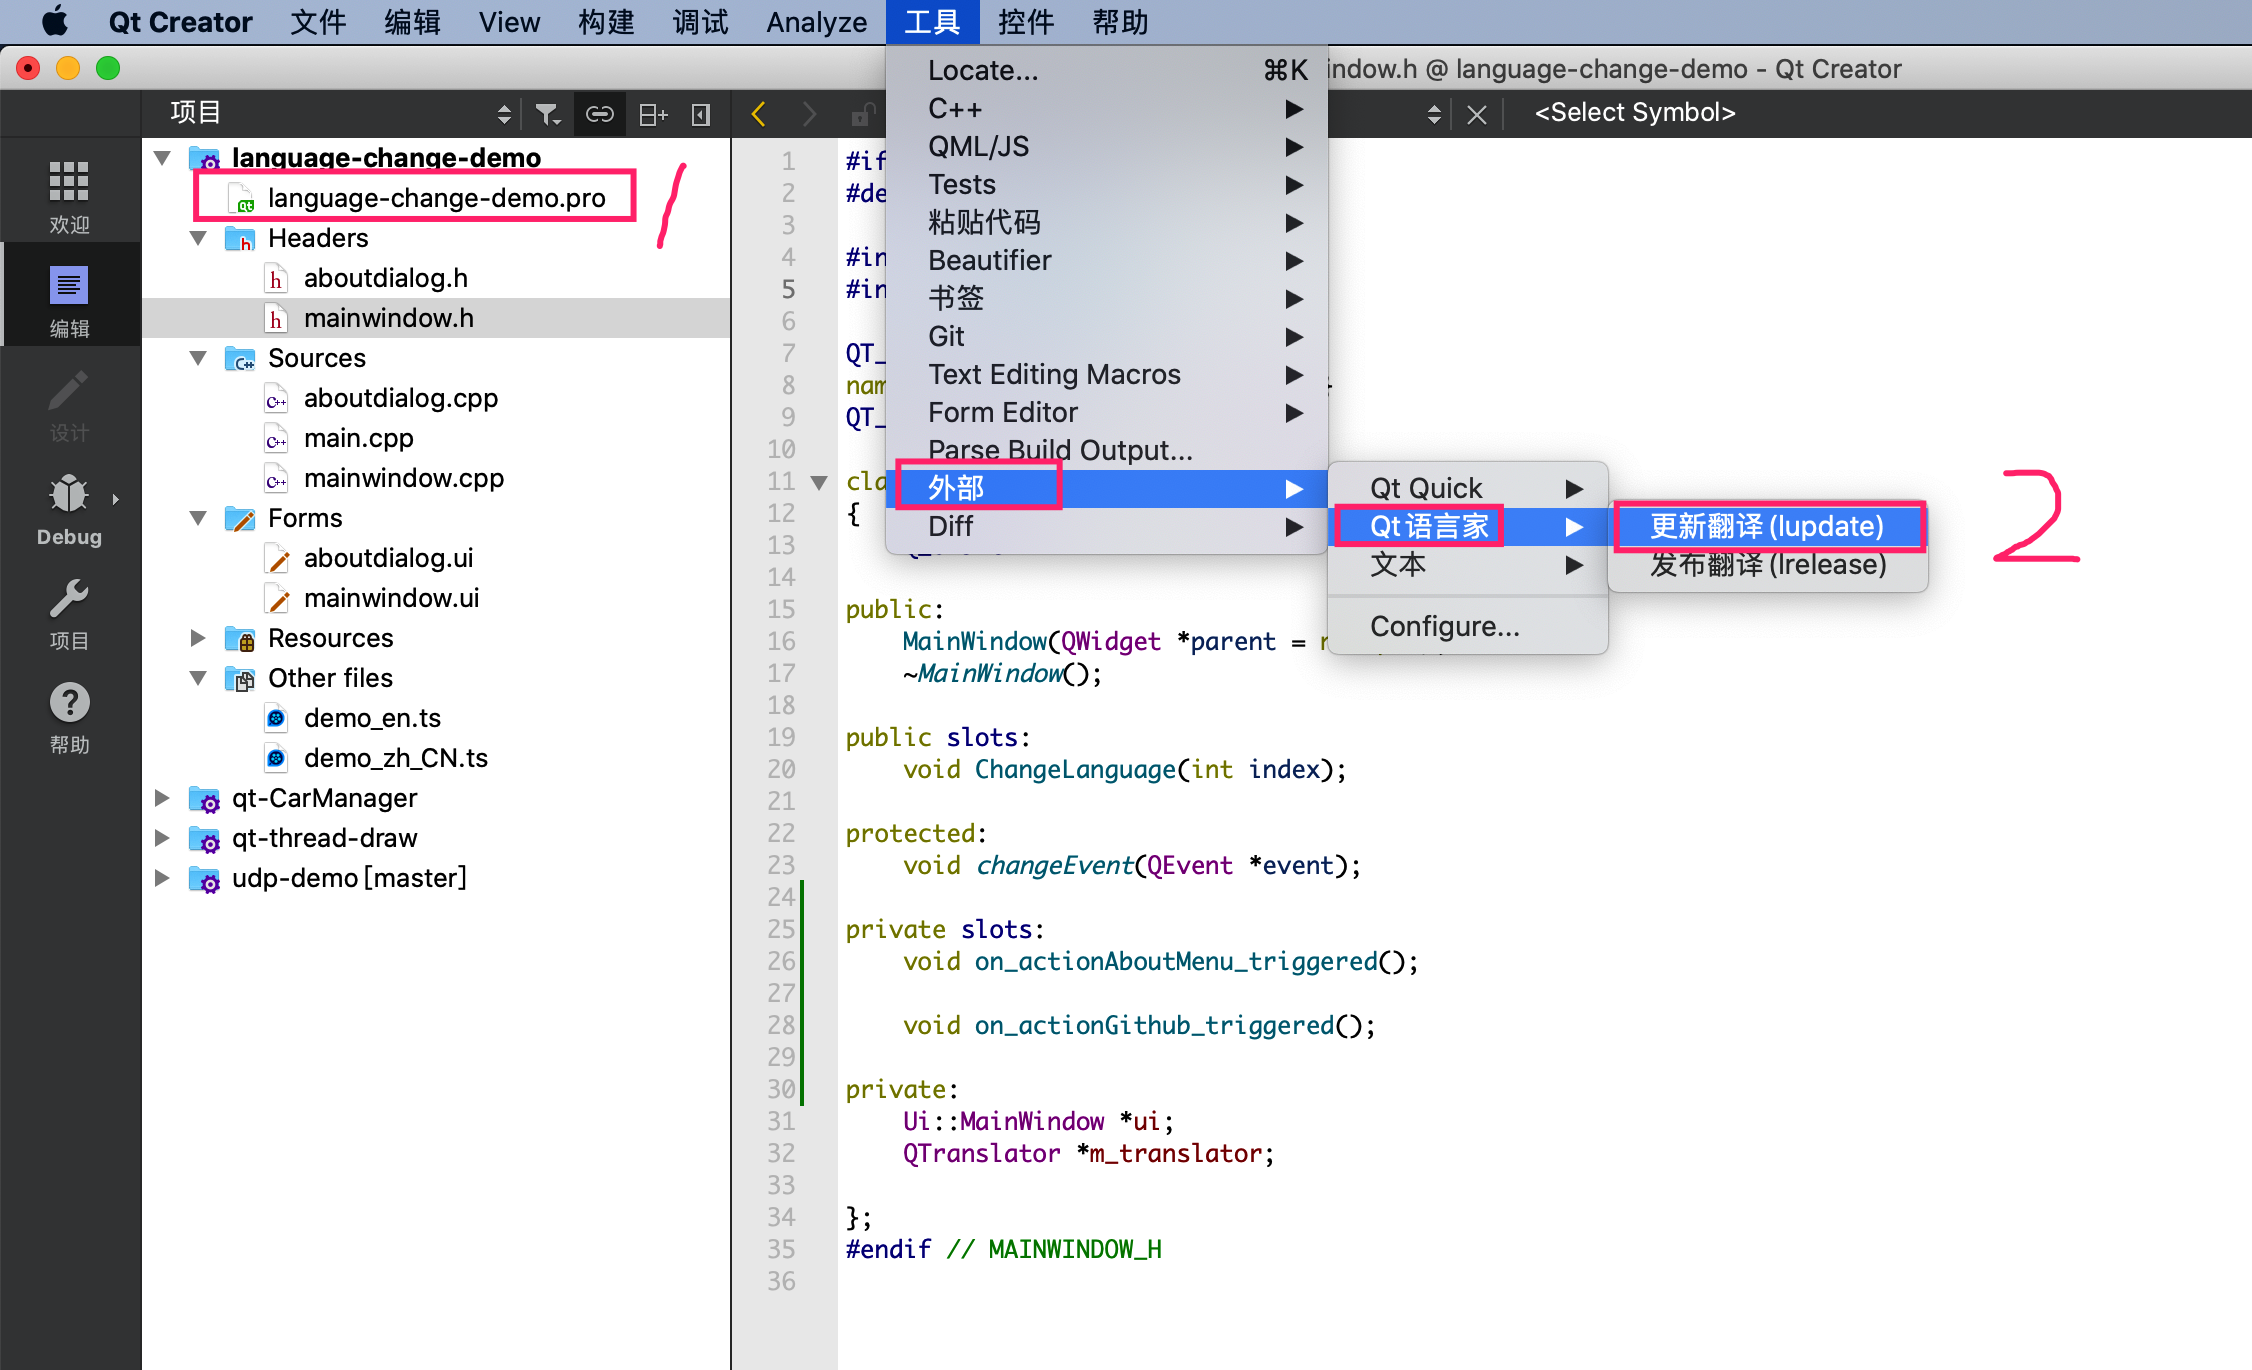 Qt Creator 文件 编辑 View 构建 调试 Analyze 工具 控件 帮助
indow.h @ language-change-demo - Qt Creator
项目
<Select Symbol>
欢迎
编辑
设计
Debug
项目
帮助
language-change-demo
language-change-demo.pro
Headers
aboutdialog.h
mainwindow.h
Sources
aboutdialog.cpp
main.cpp
mainwindow.cpp
Forms
aboutdialog.ui
mainwindow.ui
Resources
Other files
demo_en.ts
demo_zh_CN.ts
qt-CarManager
qt-thread-draw
udp-demo [master]
1
Locate... ⌘K
C++
QML/JS
Tests
粘贴代码
Beautifier
书签
Git
Text Editing Macros
Form Editor
Parse Build Output...
外部
Diff
Qt Quick
Qt语言家
文本
Configure...
更新翻译 (lupdate)
发布翻译 (lrelease)
2
1 #if
2 #de
3
4 #in
5 #in
6
7 QT_
8 nam
9 QT_
10
11 cla
12 {
13
14
15 public:
16 MainWindow(QWidget *parent =
17 ~MainWindow();
18
19 public slots:
20 void ChangeLanguage(int index);
21
22 protected:
23 void changeEvent(QEvent *event);
24
25 private slots:
26 void on_actionAboutMenu_triggered();
27
28 void on_actionGithub_triggered();
29
30 private:
31 Ui::MainWindow *ui;
32 QTranslator *m_translator;
33
34 };
35 #endif // MAINWINDOW_H
36